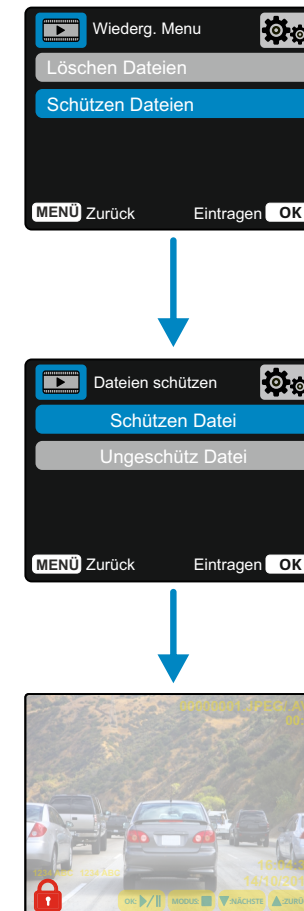 Wiederg. Menu
Löschen Dateien
Schützen Dateien
MENÜ Zurück Eintragen OK
Dateien schützen
Schützen Datei
Ungeschütz Datei
MENÜ Zurück Eintragen OK
OK: MODUS: :NÄCHSTE